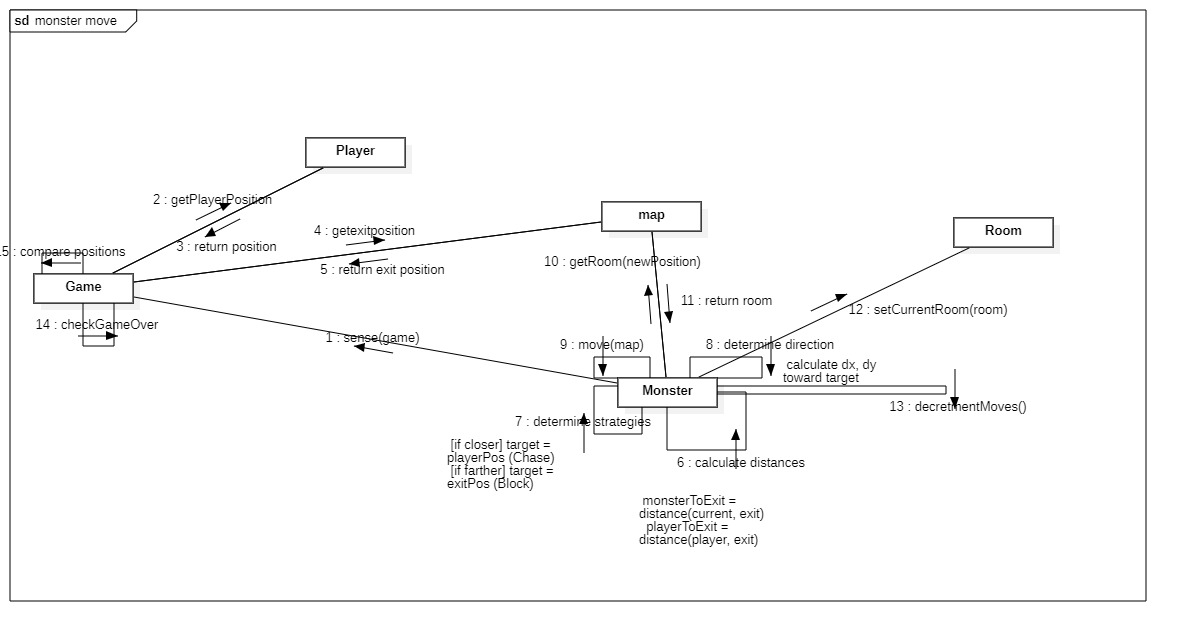 sd monster move
Player
2 : getPlayerPosition
map
4 : getexitposition
Room
3 : return position
5 : compare positions
10 : getRoom(newPosition)
5 : return exit position
Game
11 : return room
12 : setCurrentRoom(room)
14 : checkGameOver
1 : sense(game)
9 : move(map)
8 : determine direction
calculate dx, dy
toward target
Monster
13 : decretmentMoves()
7 : determine strategies
[if closer] target =
playerPos (Chase)
[if farther] target =
exitPos (Block)
6 : calculate distances
monsterToExit =
distance(current, exit)
playerToExit =
distance(player, exit)